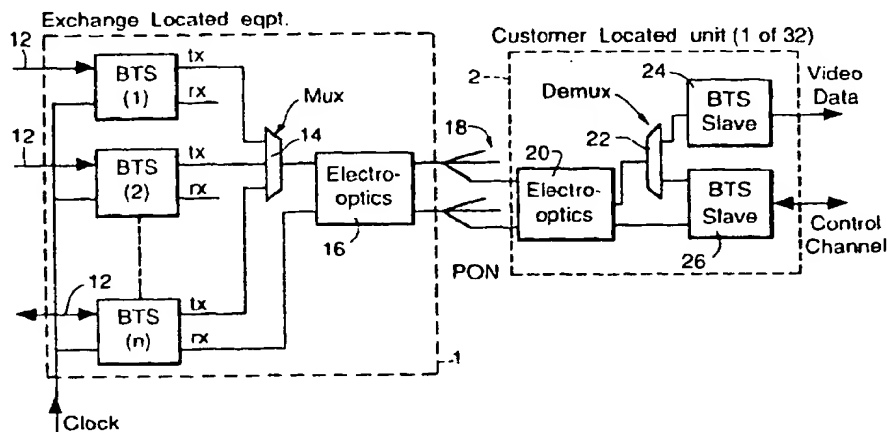 Exchange Located eqpt.
12
BTS
(1)
tx
rx
Mux
12
BTS
(2)
tx
rx
14
Electro-
optics
16
12
BTS
(n)
tx
rx
1
Clock
18
PON
Customer Located unit (1 of 32)
2
Demux
20
Electro-
optics
22
24
BTS
Slave
Video
Data
BTS
Slave
26
Control
Channel